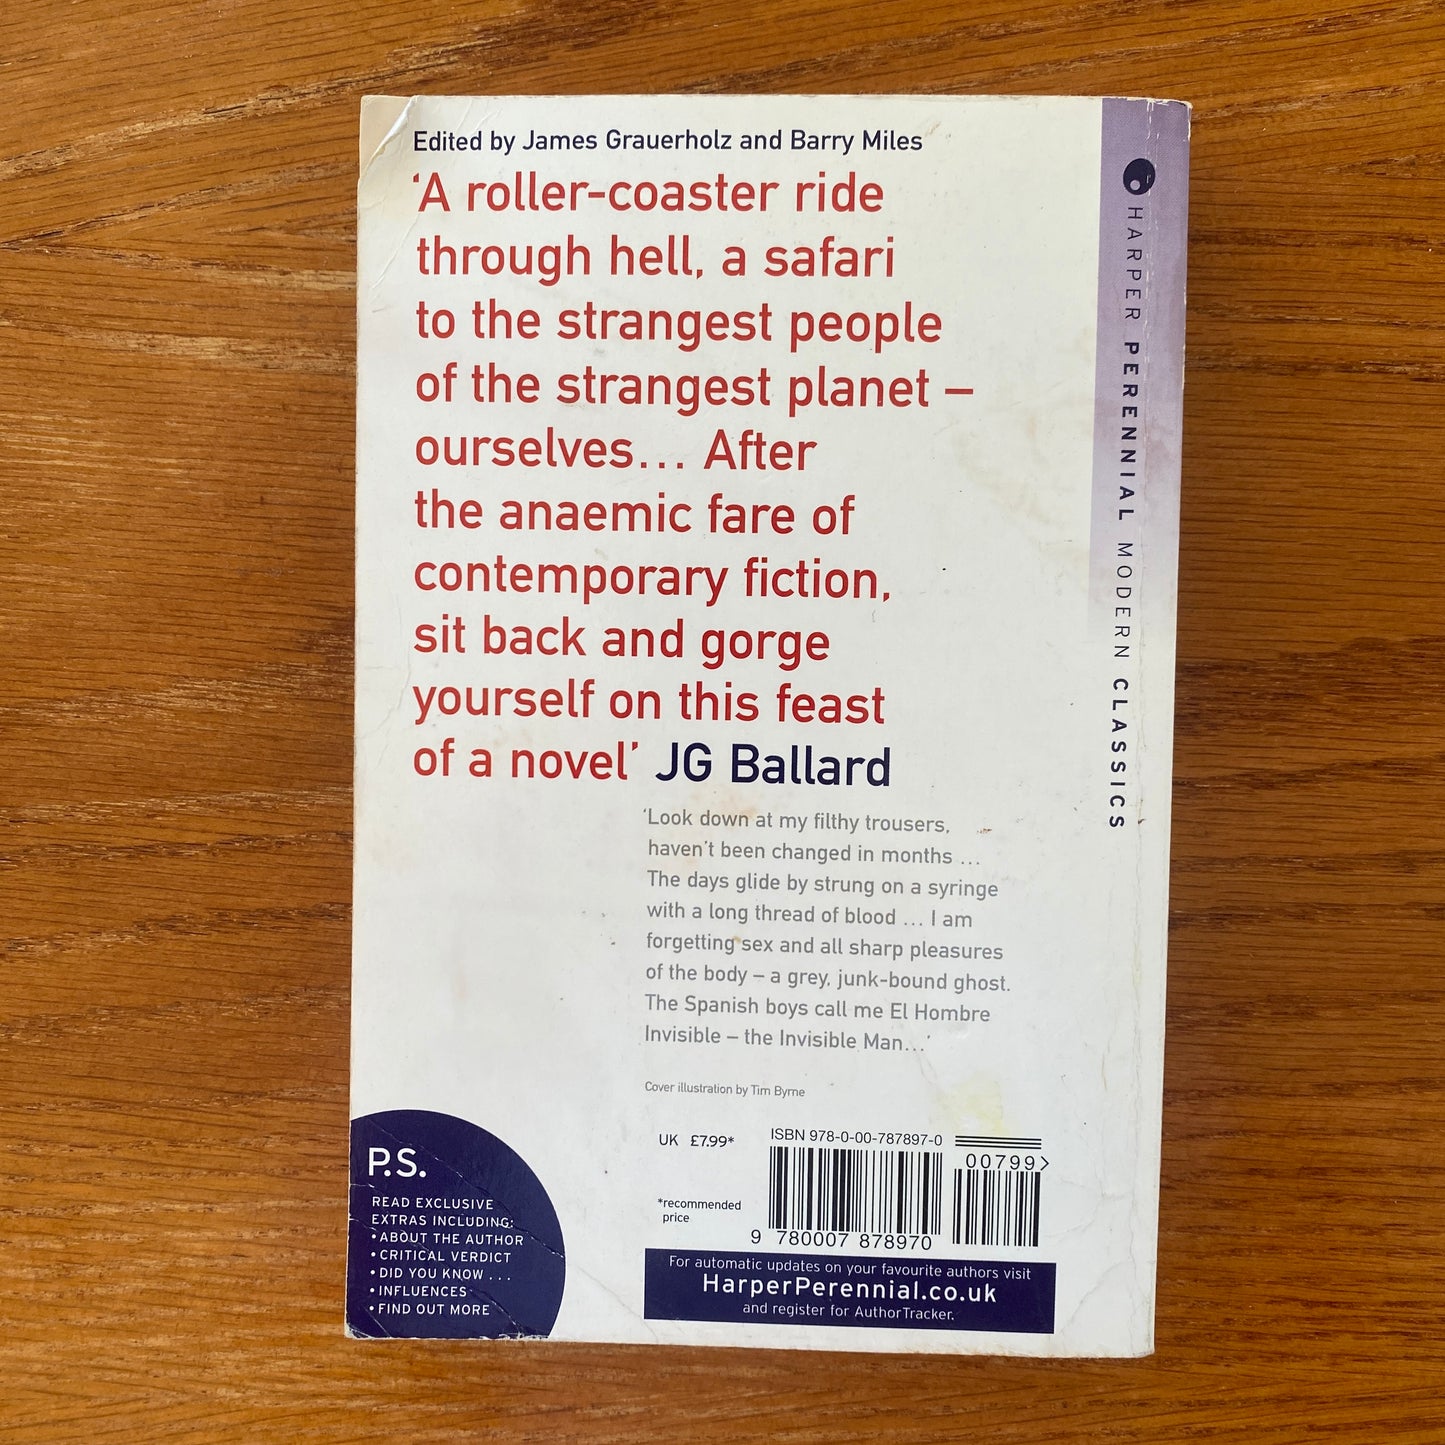 Edited by James Grauerholz and Barry Miles
‘A roller-coaster ride
through hell, a safari
to the strangest people
of the strangest planet –
ourselves... After
the anaemic fare of
contemporary fiction,
sit back and gorge
yourself on this feast
of a novel’ JG Ballard
‘Look down at my filthy trousers,
haven’t been changed in months ...
The days glide by strung on a syringe
with a long thread of blood ... I am
forgetting sex and all sharp pleasures
of the body – a grey, junk-bound ghost.
The Spanish boys call me El Hombre
Invisible – the Invisible Man...’
Cover illustration by Tim Byrne
UK £7.99*
*recommended
price
ISBN 978-0-00-787897-0
00799>
9 780007 878970
For automatic updates on your favourite authors visit
HarperPerennial.co.uk
and register for AuthorTracker.
P.S.
READ EXCLUSIVE
EXTRAS INCLUDING:
• ABOUT THE AUTHOR
• CRITICAL VERDICT
• DID YOU KNOW ...
• INFLUENCES
• FIND OUT MORE
HARPER PERENNIAL MODERN CLASSICS